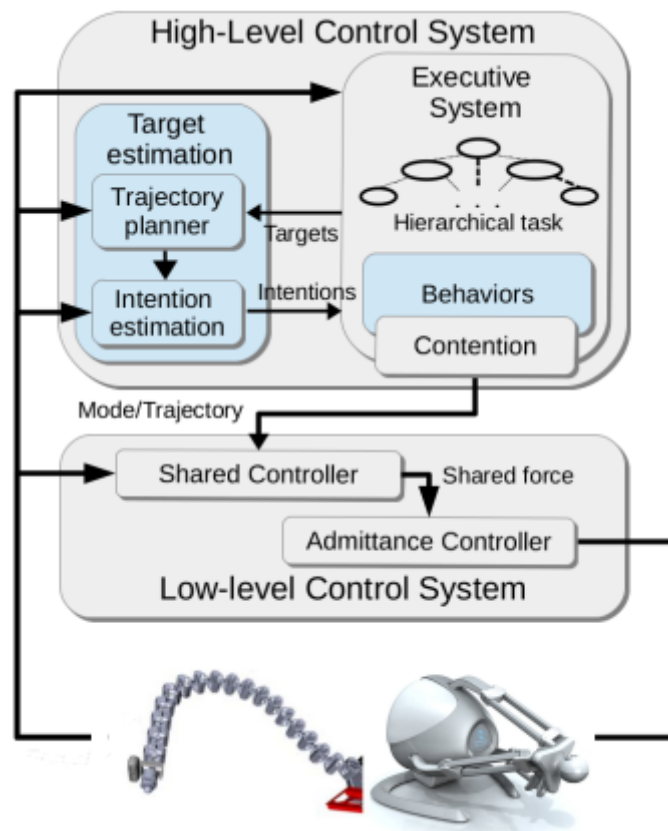 High-Level Control System
Executive
System
Target
estimation
Trajectory
planner
Targets
Hierarchical task
Intention
estimation
Intentions
Behaviors
Contention
Mode/Trajectory
Shared Controller
Shared force
Admittance Controller
Low-level Control System